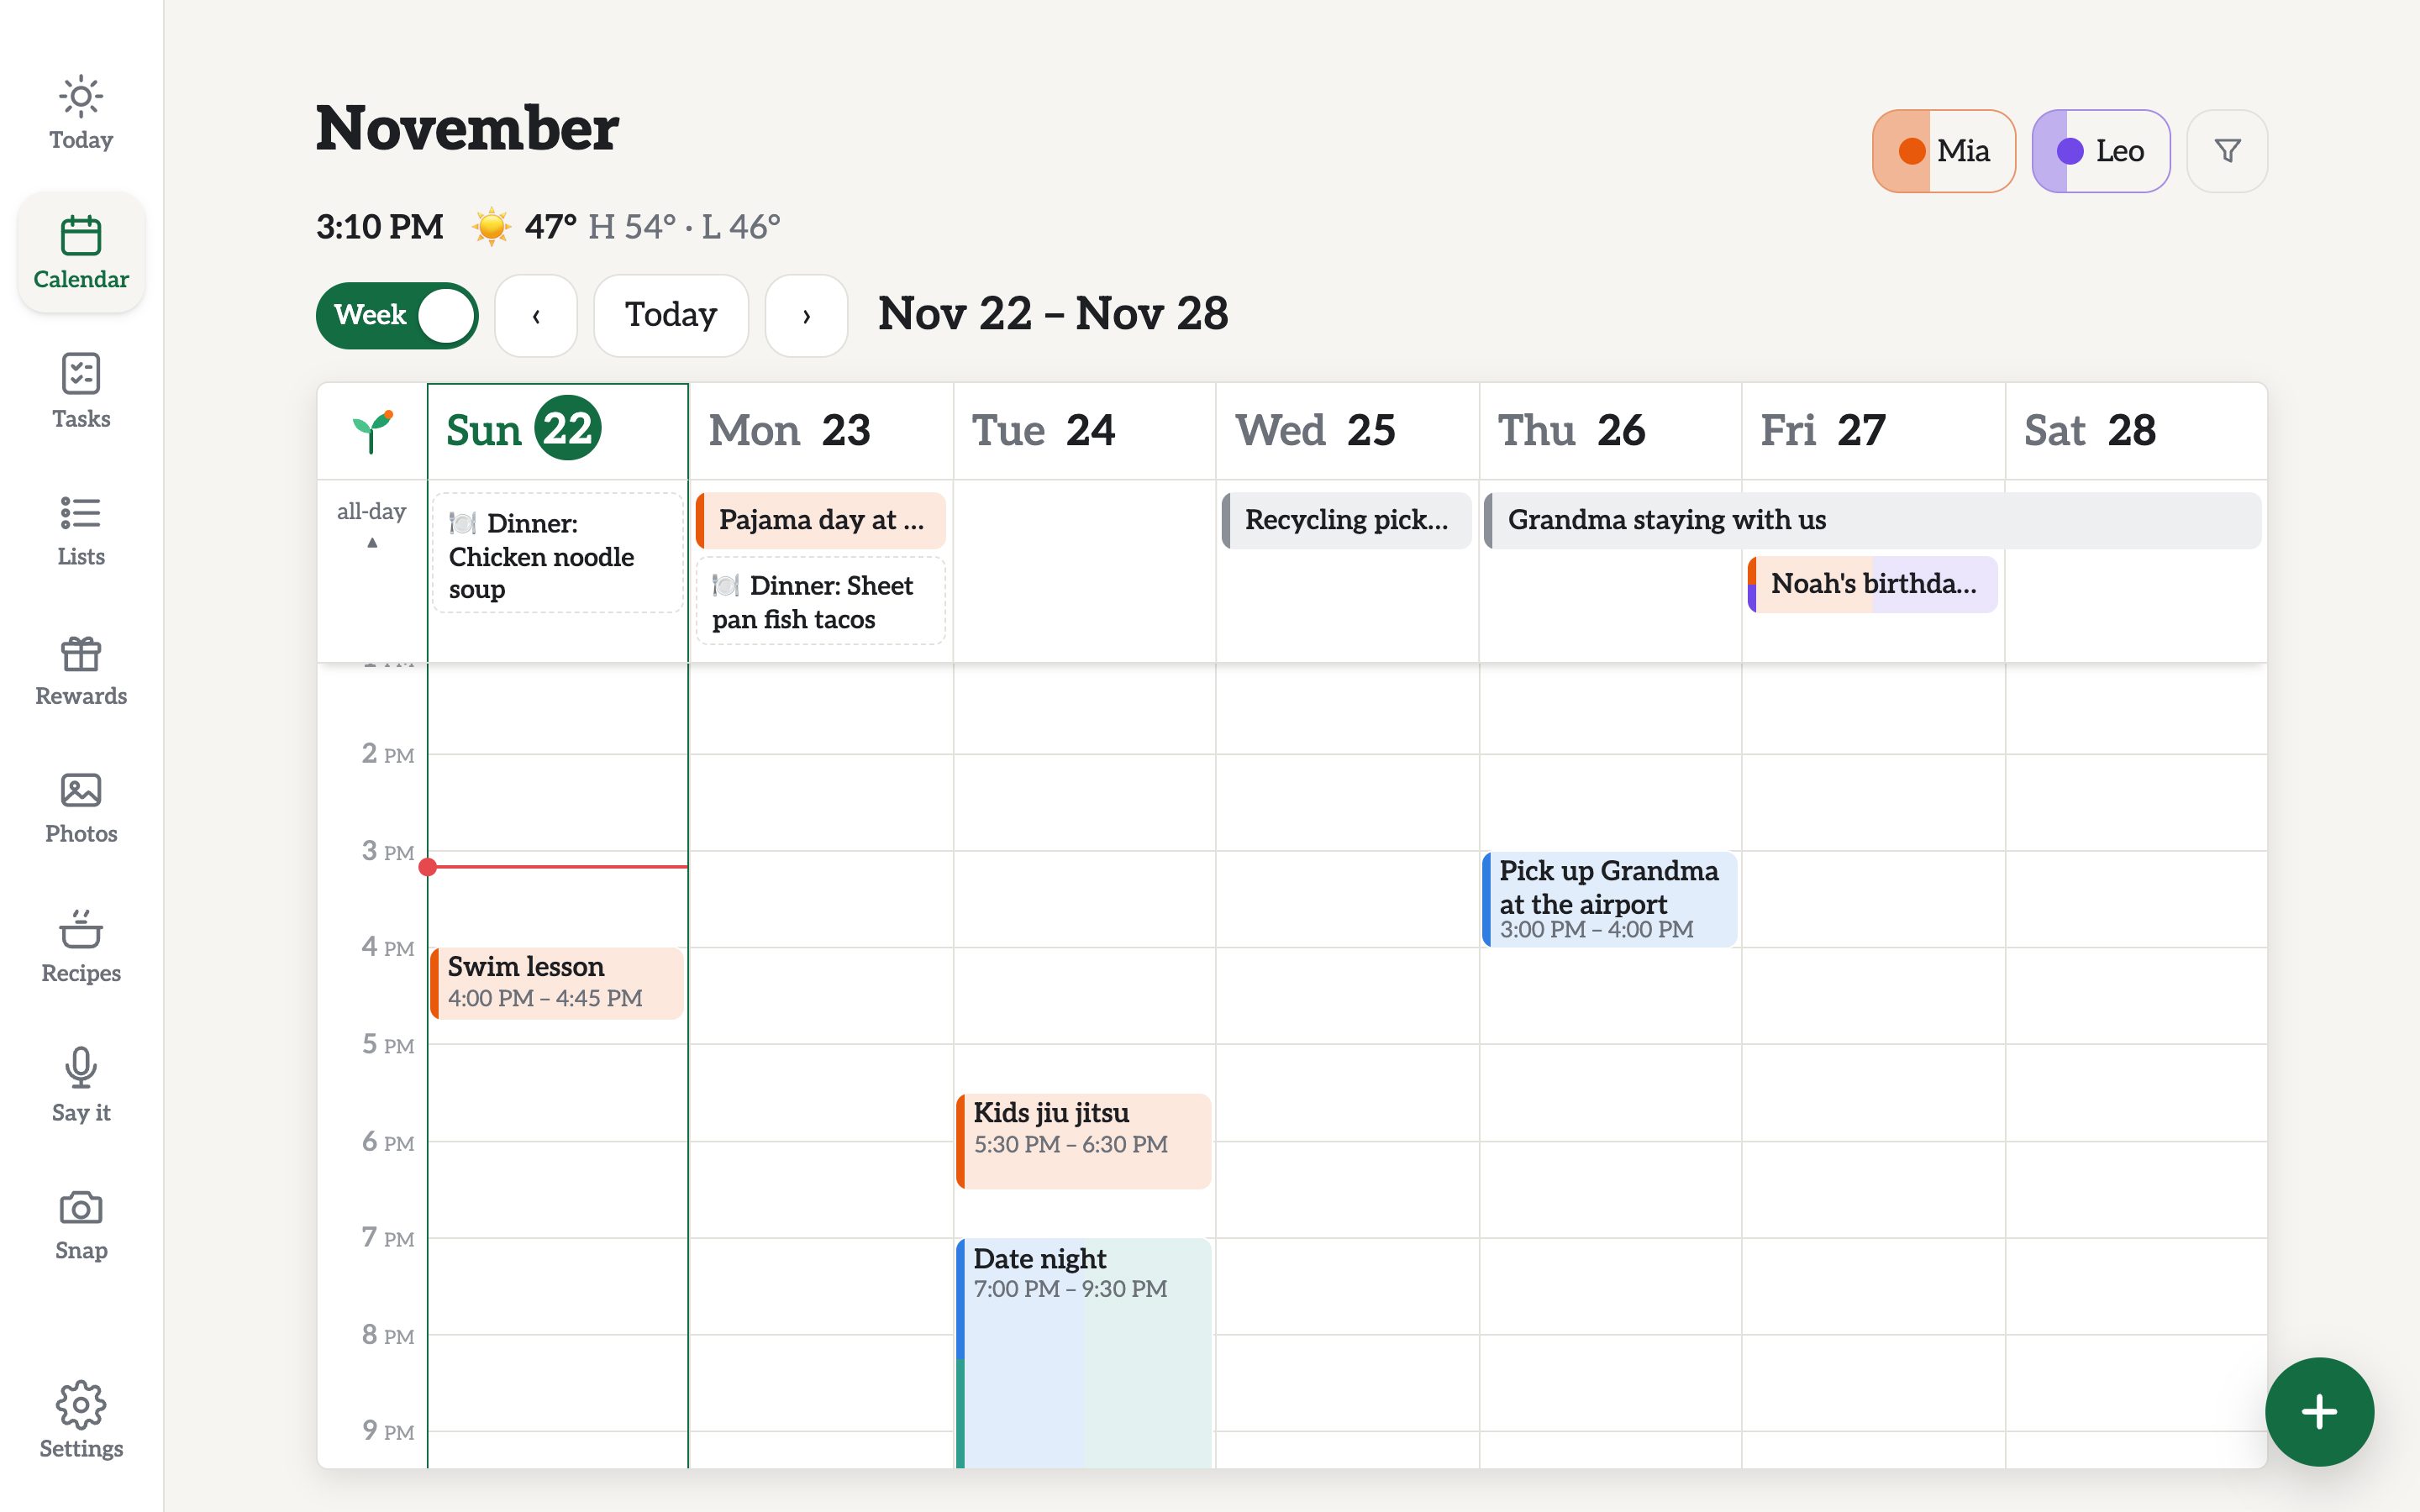 November
Mia
Leo
3:10 PM ☀️ 47° H 54° · L 46°
Week
‹
Today
›
Nov 22 – Nov 28
Today
Calendar
Tasks
Lists
Rewards
Photos
Recipes
Say it
Snap
Settings
Sun 22
Mon 23
Tue 24
Wed 25
Thu 26
Fri 27
Sat 28
all-day
▲
🍽️ Dinner:
Chicken noodle
soup
Pajama day at ...
🍽️ Dinner: Sheet
pan fish tacos
Recycling pick...
Grandma staying with us
Noah's birthda...
2 PM
3 PM
4 PM
5 PM
6 PM
7 PM
8 PM
9 PM
Swim lesson
4:00 PM – 4:45 PM
Kids jiu jitsu
5:30 PM – 6:30 PM
Date night
7:00 PM – 9:30 PM
Pick up Grandma
at the airport
3:00 PM – 4:00 PM